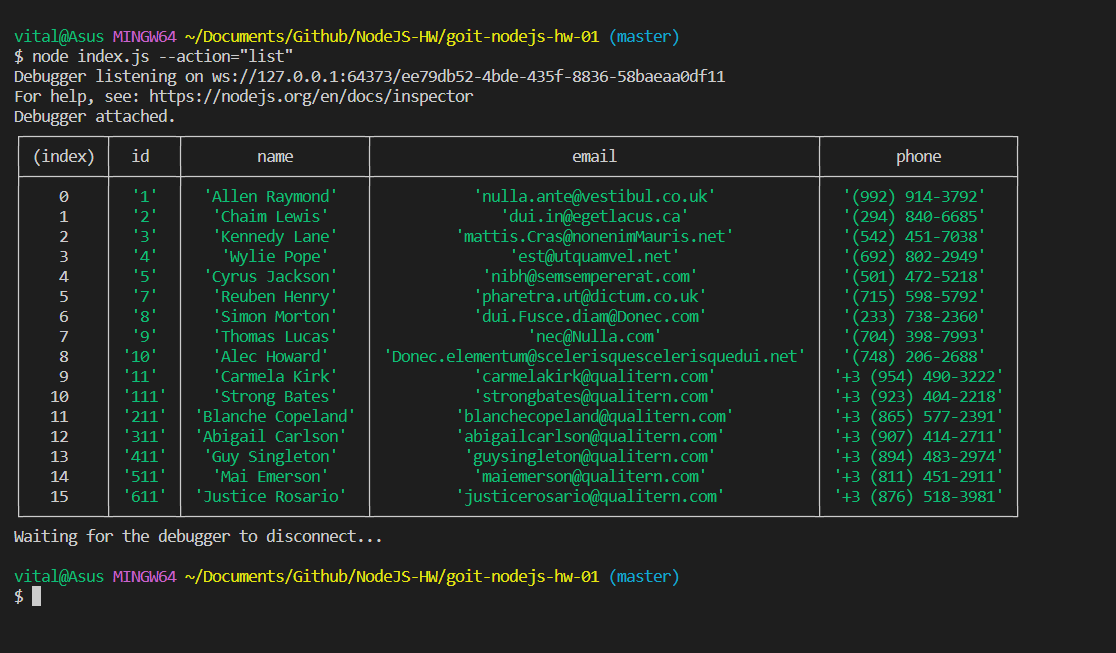 vital@Asus MINGW64 ~/Documents/Github/NodeJS-HW/goit-nodejs-hw-01 (master)
$ node index.js --action="list"
Debugger listening on ws://127.0.0.1:64373/ee79db52-4bde-435f-8836-58baeaa0df11
For help, see: https://nodejs.org/en/docs/inspector
Debugger attached.
(index) id name email phone
0 '1' 'Allen Raymond' 'nulla.ante@vestibul.co.uk' '(992) 914-3792'
1 '2' 'Chaim Lewis' 'dui.in@egetlacus.ca' '(294) 840-6685'
2 '3' 'Kennedy Lane' 'mattis.Cras@nonenimMauris.net' '(542) 451-7038'
3 '4' 'Wylie Pope' 'est@utquamvel.net' '(692) 802-2949'
4 '5' 'Cyrus Jackson' 'nibh@semsempererat.com' '(501) 472-5218'
5 '7' 'Reuben Henry' 'pharetra.ut@dictum.co.uk' '(715) 598-5792'
6 '8' 'Simon Morton' 'dui.Fusce.diam@Donec.com' '(233) 738-2360'
7 '9' 'Thomas Lucas' 'nec@Nulla.com' '(704) 398-7993'
8 '10' 'Alec Howard' 'Donec.elementum@scelerisquescelerisquedui.net' '(748) 206-2688'
9 '11' 'Carmela Kirk' 'carmelakirk@qualitern.com' '+3 (954) 490-3222'
10 '111' 'Strong Bates' 'strongbates@qualitern.com' '+3 (923) 404-2218'
11 '211' 'Blanche Copeland' 'blanchecopeland@qualitern.com' '+3 (865) 577-2391'
12 '311' 'Abigail Carlson' 'abigailcarlson@qualitern.com' '+3 (907) 414-2711'
13 '411' 'Guy Singleton' 'guysingleton@qualitern.com' '+3 (894) 483-2974'
14 '511' 'Mai Emerson' 'maiemerson@qualitern.com' '+3 (811) 451-2911'
15 '611' 'Justice Rosario' 'justicerosario@qualitern.com' '+3 (876) 518-3981'
Waiting for the debugger to disconnect...
vital@Asus MINGW64 ~/Documents/Github/NodeJS-HW/goit-nodejs-hw-01 (master)
$